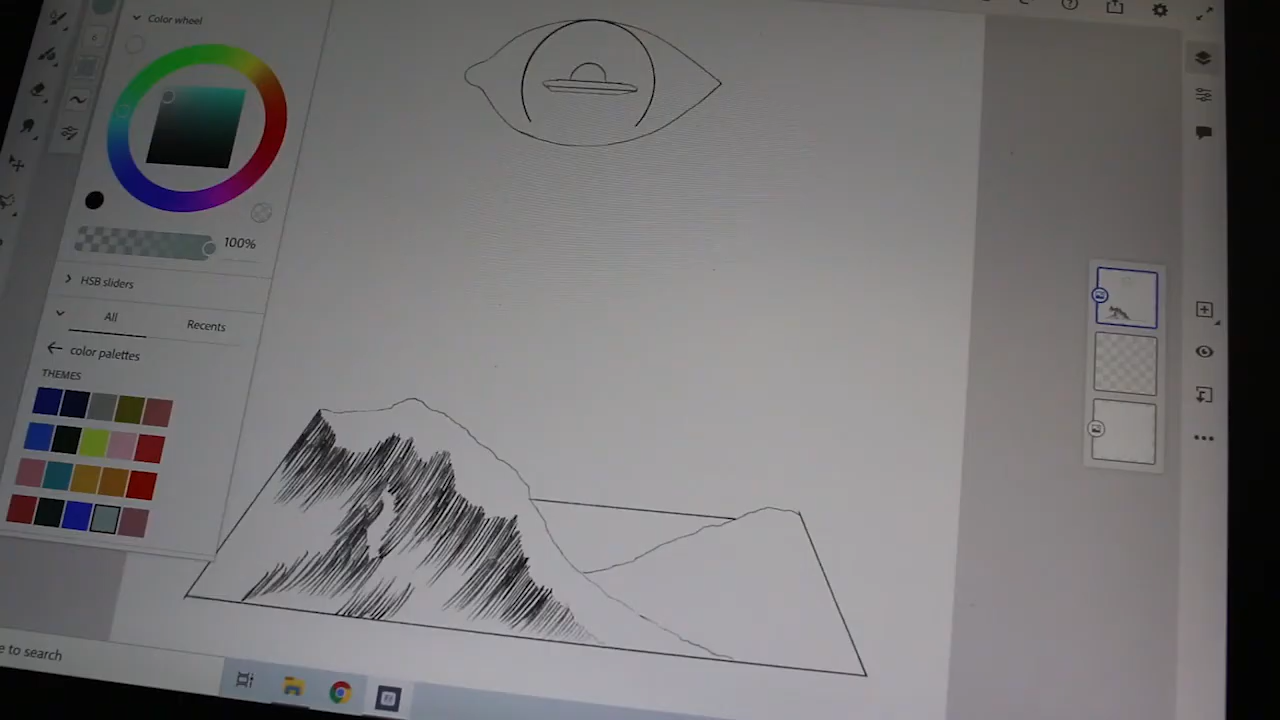 Color wheel
100%
HSB sliders
All
Recents
color palettes
THEMES
e to search